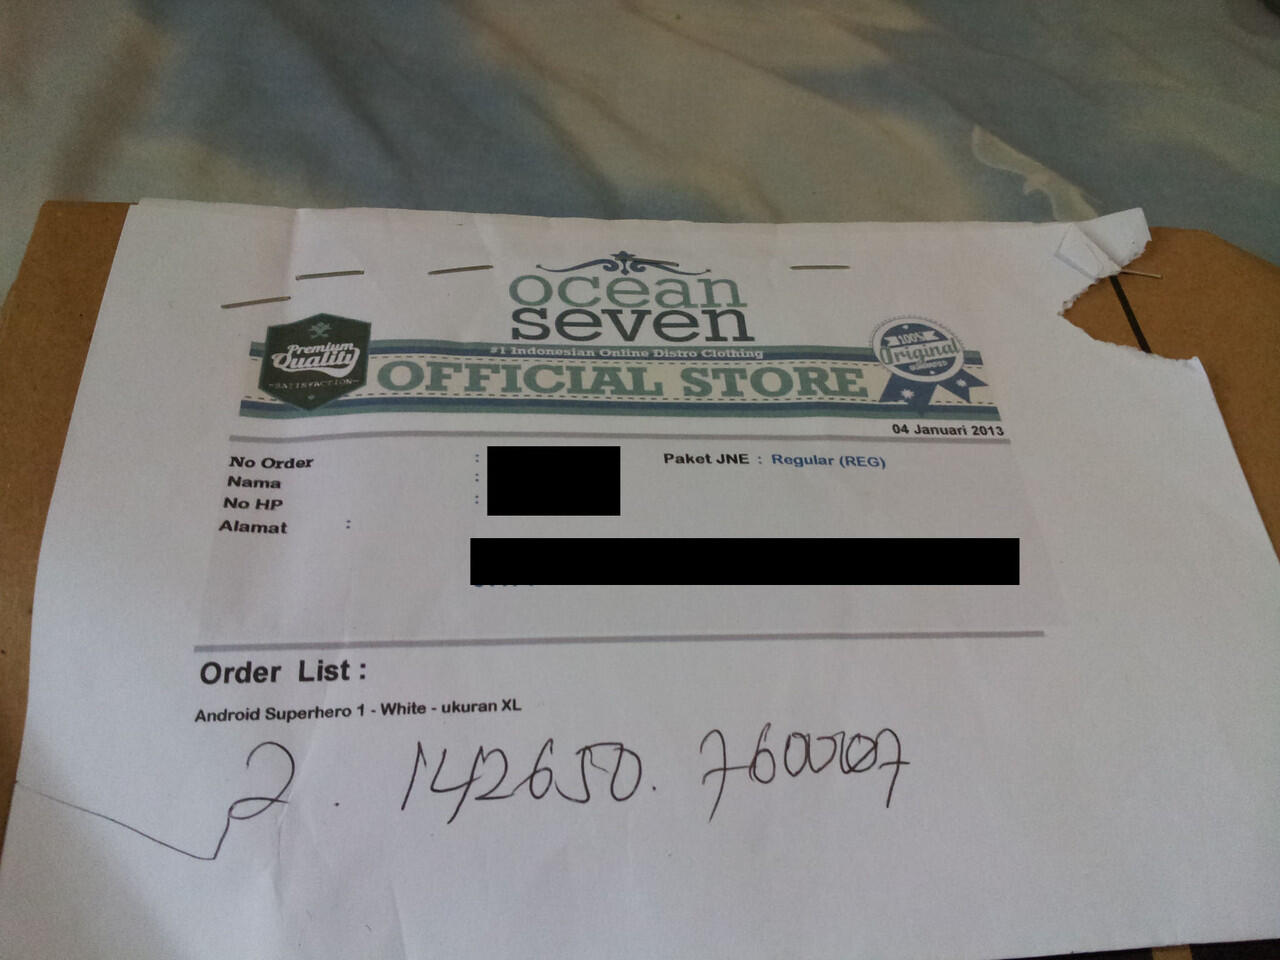 ocean
seven
#1 Indonesian Online Distro Clothing
Premium
Quality
SATISFACTION
OFFICIAL STORE
100%
Original
04 Januari 2013
No Order :
Paket JNE : Regular (REG)
Nama :
No HP :
Alamat :
Order List :
Android Superhero 1 - White - ukuran XL
2. 142650. 7600007